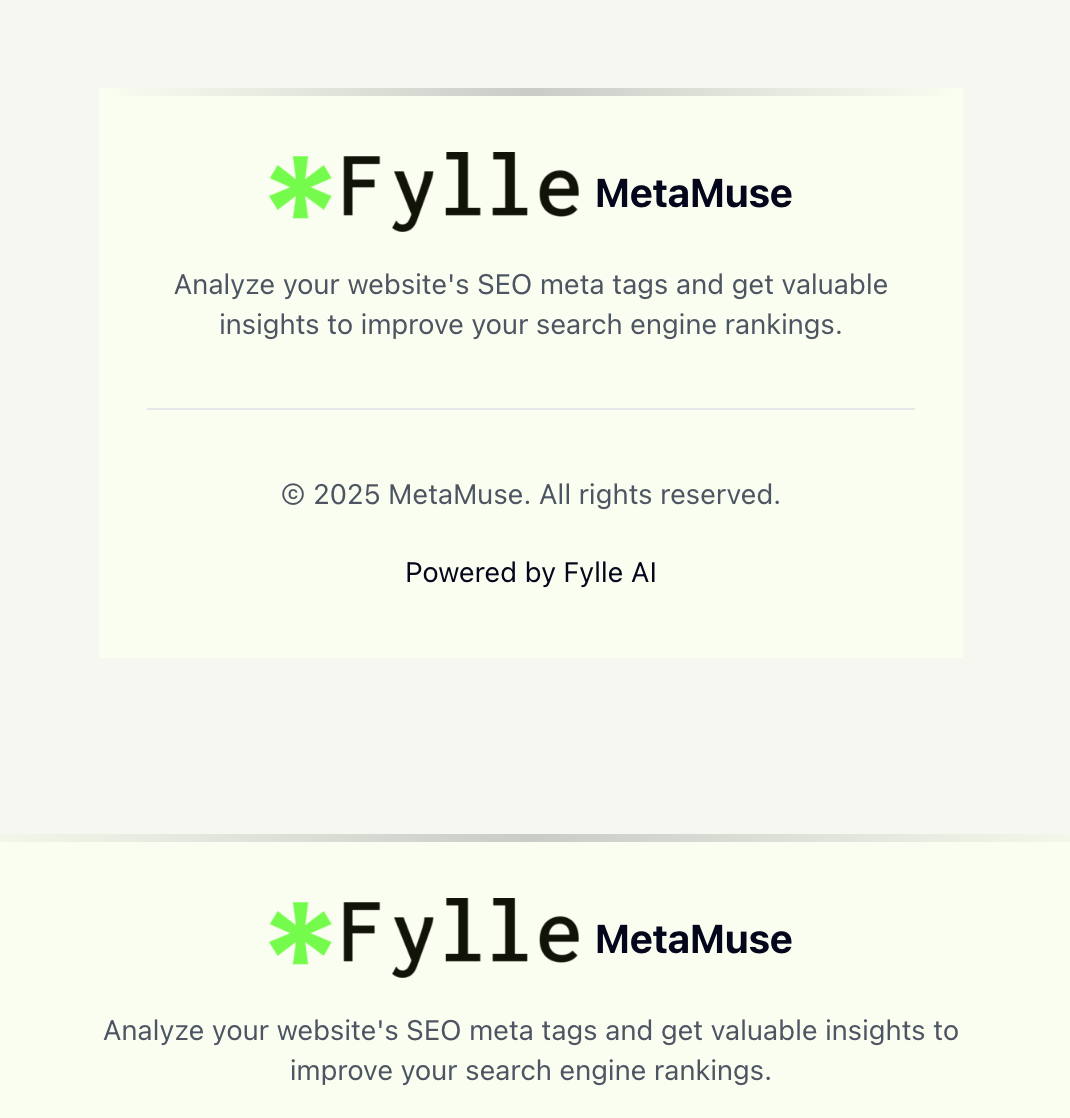 *Fylle MetaMuse
Analyze your website's SEO meta tags and get valuable
insights to improve your search engine rankings.
© 2025 MetaMuse. All rights reserved.
Powered by Fylle AI
*Fylle MetaMuse
Analyze your website's SEO meta tags and get valuable insights to
improve your search engine rankings.